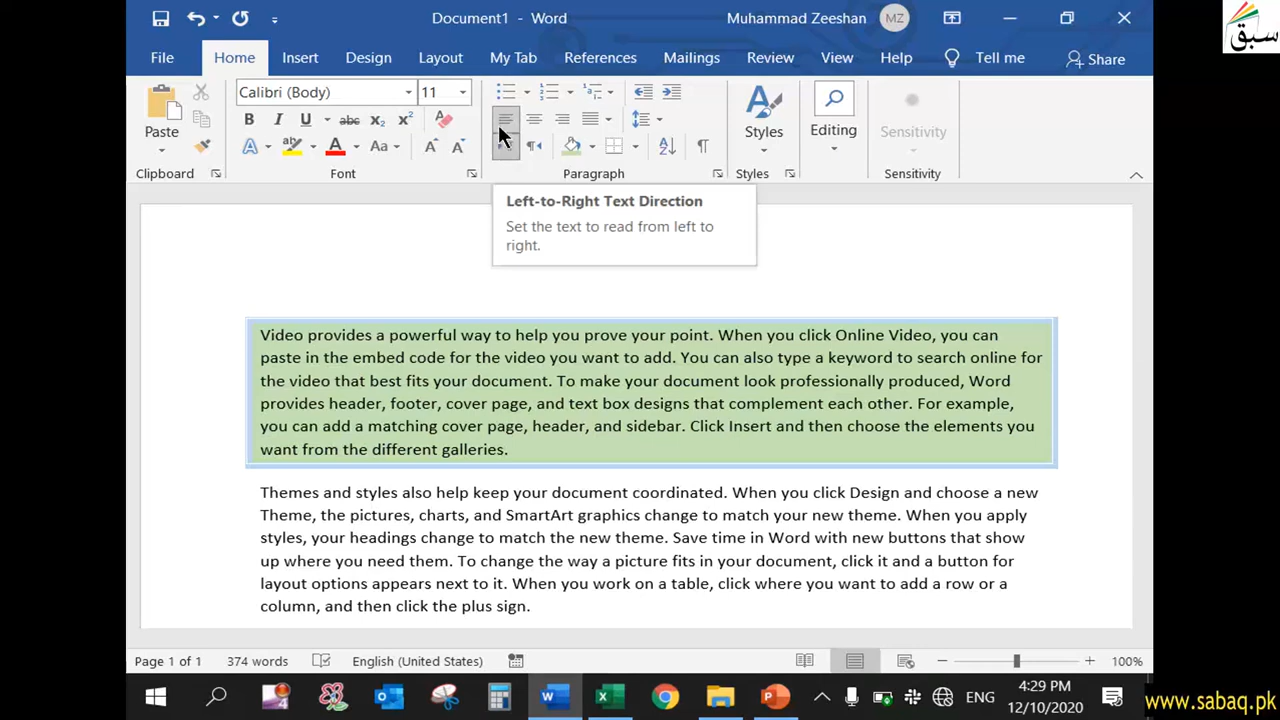 Document1 - Word
Muhammad Zeeshan
MZ
سبق
File
Home
Insert
Design
Layout
My Tab
References
Mailings
Review
View
Help
Tell me
Share
Calibri (Body)
11
Paste
B I U abc x₂ x²
A ab A Aa A A
Styles
Editing
Sensitivity
Clipboard
Font
Paragraph
Styles
Sensitivity
Left-to-Right Text Direction
Set the text to read from left to
right.
Video provides a powerful way to help you prove your point. When you click Online Video, you can
paste in the embed code for the video you want to add. You can also type a keyword to search online for
the video that best fits your document. To make your document look professionally produced, Word
provides header, footer, cover page, and text box designs that complement each other. For example,
you can add a matching cover page, header, and sidebar. Click Insert and then choose the elements you
want from the different galleries.
Themes and styles also help keep your document coordinated. When you click Design and choose a new
Theme, the pictures, charts, and SmartArt graphics change to match your new theme. When you apply
styles, your headings change to match the new theme. Save time in Word with new buttons that show
up where you need them. To change the way a picture fits in your document, click it and a button for
layout options appears next to it. When you work on a table, click where you want to add a row or a
column, and then click the plus sign.
Page 1 of 1
374 words
English (United States)
100%
ENG
4:29 PM
12/10/2020
www.sabaq.pk